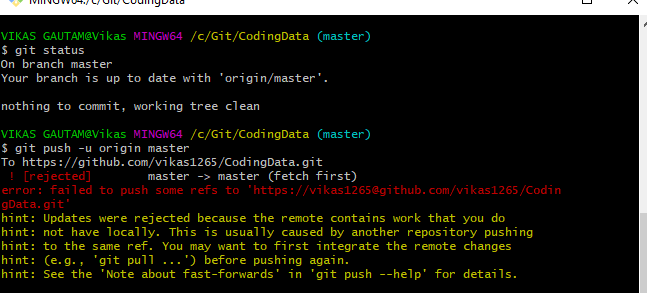 MINGW64:/c/Git/CodingData
VIKAS GAUTAM@Vikas MINGW64 /c/Git/CodingData (master)
$ git status
On branch master
Your branch is up to date with 'origin/master'.
nothing to commit, working tree clean
VIKAS GAUTAM@Vikas MINGW64 /c/Git/CodingData (master)
$ git push -u origin master
To https://github.com/vikas1265/CodingData.git
! [rejected] master -> master (fetch first)
error: failed to push some refs to 'https://vikas1265@github.com/vikas1265/Codin
gData.git'
hint: Updates were rejected because the remote contains work that you do
hint: not have locally. This is usually caused by another repository pushing
hint: to the same ref. You may want to first integrate the remote changes
hint: (e.g., 'git pull ...') before pushing again.
hint: See the 'Note about fast-forwards' in 'git push --help' for details.